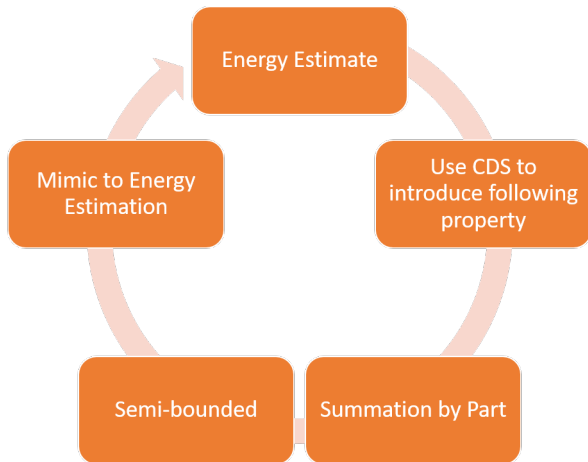 Energy Estimate
Use CDS to
introduce following
property
Summation by Part
Semi-bounded
Mimic to Energy
Estimation